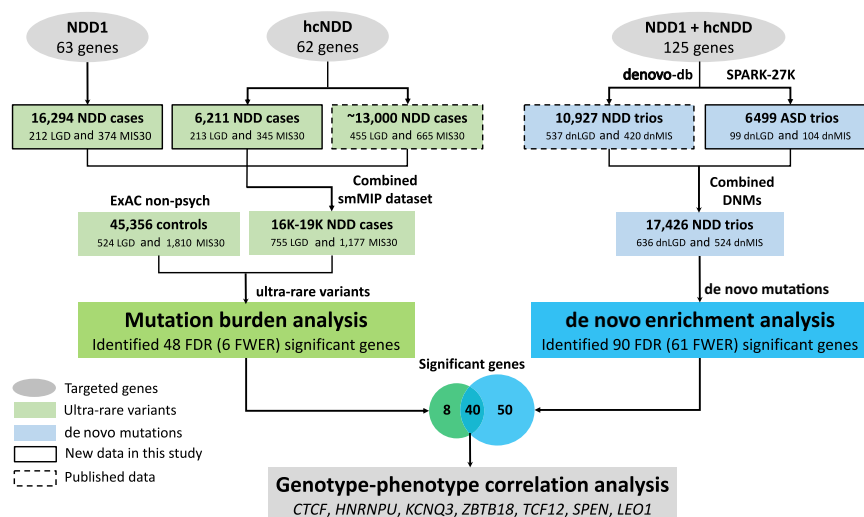 NDD1
63 genes
hcNDD
62 genes
NDD1 + hcNDD
125 genes
denovo-db
SPARK-27K
16,294 NDD cases
212 LGD and 374 MIS30
6,211 NDD cases
213 LGD and 345 MIS30
~13,000 NDD cases
455 LGD and 665 MIS30
10,927 NDD trios
537 dnLGD and 420 dnMIS
6499 ASD trios
99 dnLGD and 104 dnMIS
ExAC non-psych
Combined
smMIP dataset
Combined
DNMs
45,356 controls
524 LGD and 1,810 MIS30
16K-19K NDD cases
755 LGD and 1,177 MIS30
17,426 NDD trios
636 dnLGD and 524 dnMIS
ultra-rare variants
de novo mutations
Mutation burden analysis
Identified 48 FDR (6 FWER) significant genes
de novo enrichment analysis
Identified 90 FDR (61 FWER) significant genes
Significant genes
8
40
50
Targeted genes
Ultra-rare variants
de novo mutations
New data in this study
Published data
Genotype-phenotype correlation analysis
CTCF, HNRNPU, KCNQ3, ZBTB18, TCF12, SPEN, LEO1